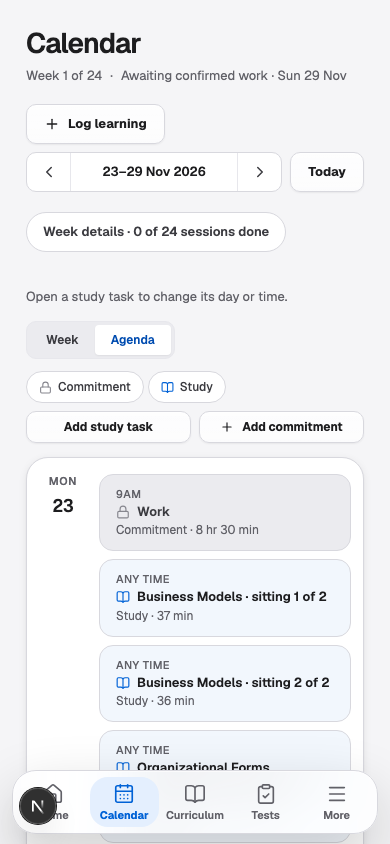 Calendar
Week 1 of 24 · Awaiting confirmed work · Sun 29 Nov
+ Log learning
23–29 Nov 2026
Today
Week details · 0 of 24 sessions done
Open a study task to change its day or time.
Week
Agenda
Commitment
Study
Add study task
+ Add commitment
MON
23
9AM
Work
Commitment · 8 hr 30 min
ANY TIME
Business Models · sitting 1 of 2
Study · 37 min
ANY TIME
Business Models · sitting 2 of 2
Study · 36 min
ANY TIME
Organizational Forms
N
Calendar
Curriculum
Tests
More